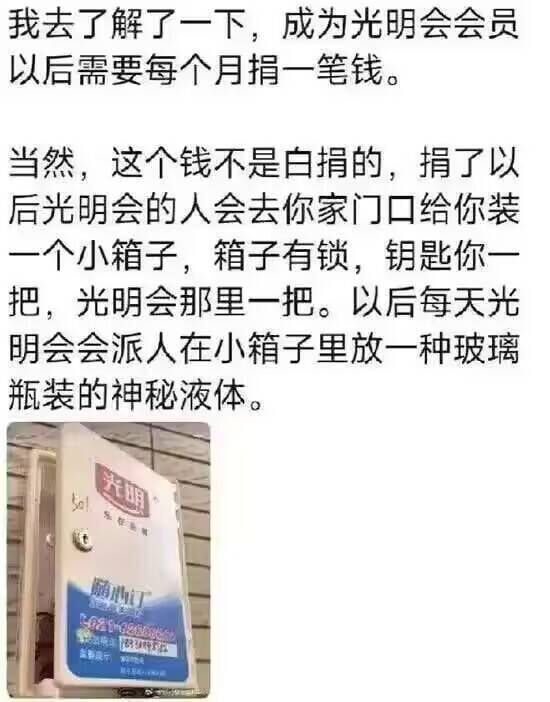 我去了解了一下，成为光明会会员
以后需要每个月捐一笔钱。
当然，这个钱不是白捐的，捐了以
后光明会的人会去你家门口给你装
一个小箱子，箱子有锁，钥匙你一
把，光明会那里一把。以后每天光
明会会派人在小箱子里放一种玻璃
瓶装的神秘液体。
光明
随心订